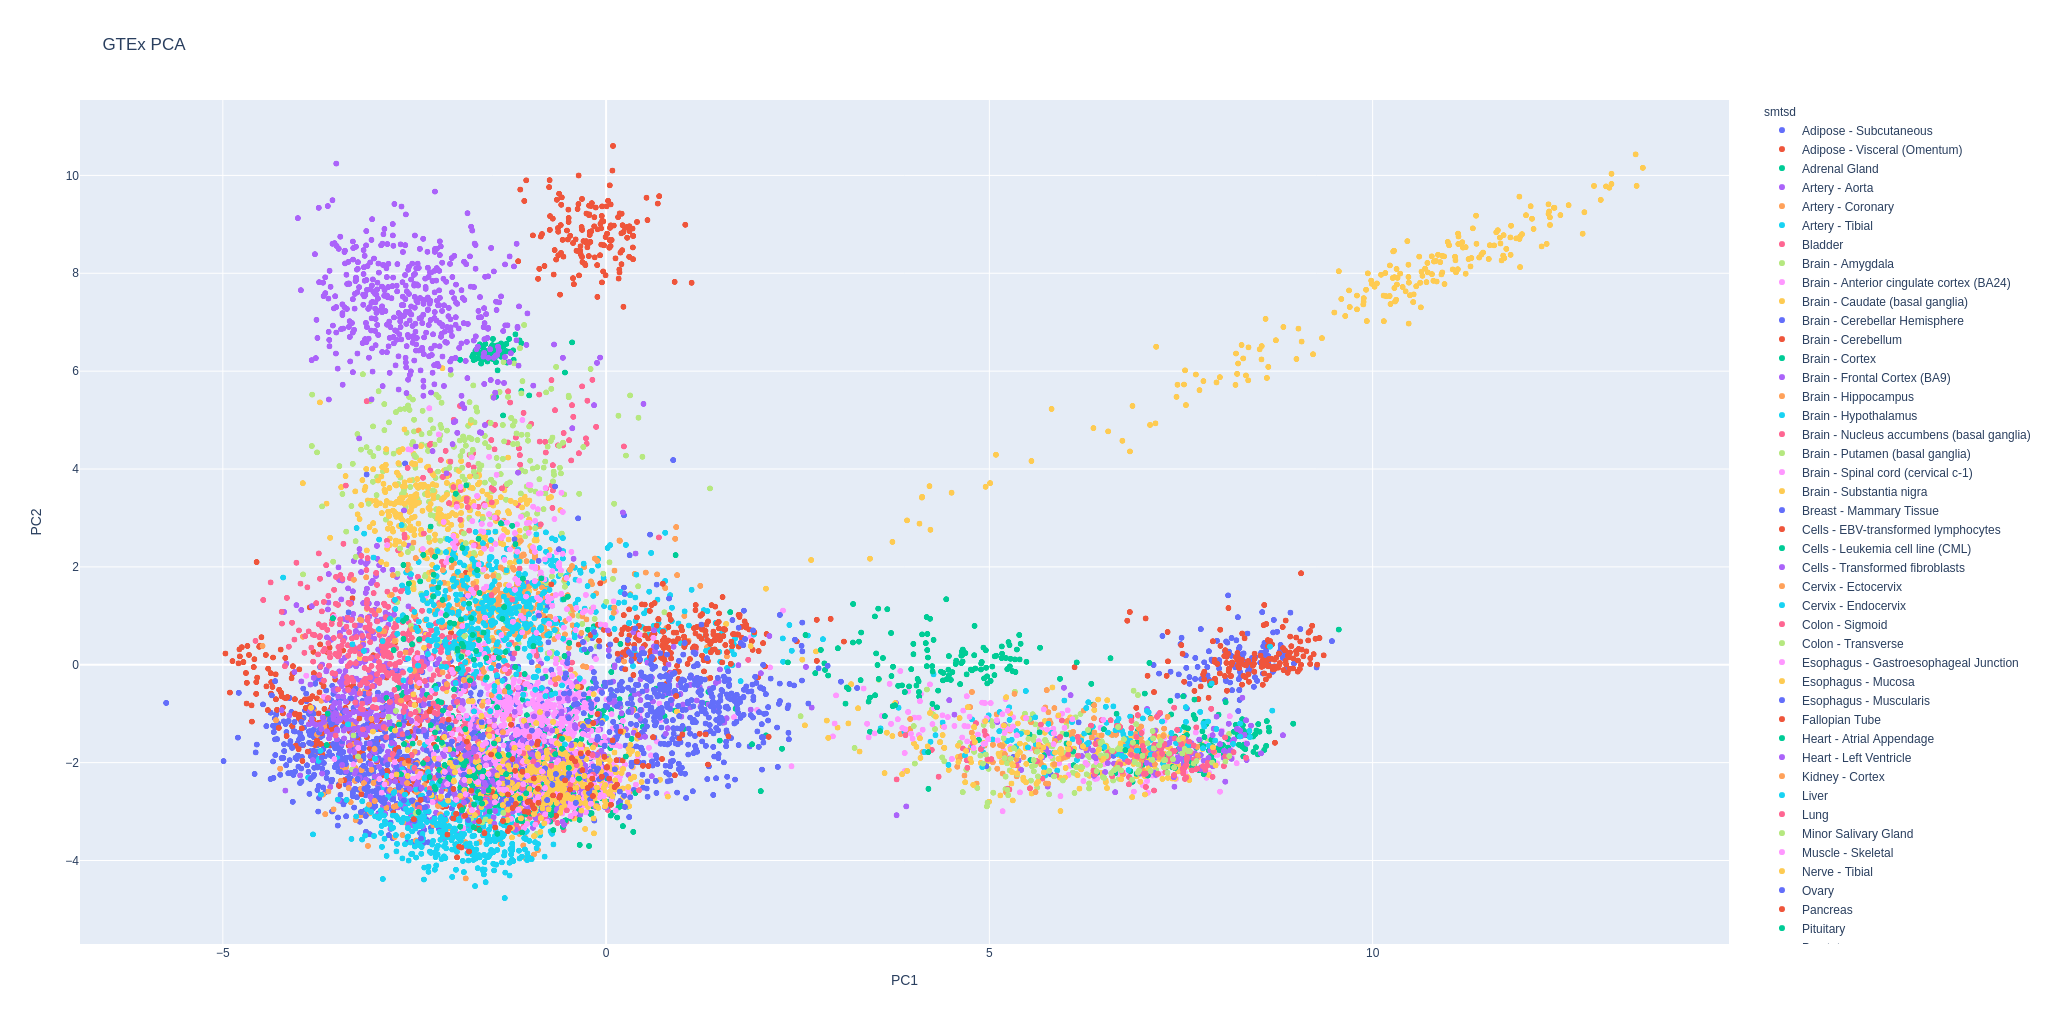 GTEx PCA
smtsd
Adipose - Subcutaneous
Adipose - Visceral (Omentum)
Adrenal Gland
Artery - Aorta
Artery - Coronary
Artery - Tibial
Bladder
Brain - Amygdala
Brain - Anterior cingulate cortex (BA24)
Brain - Caudate (basal ganglia)
Brain - Cerebellar Hemisphere
Brain - Cerebellum
Brain - Cortex
Brain - Frontal Cortex (BA9)
Brain - Hippocampus
Brain - Hypothalamus
Brain - Nucleus accumbens (basal ganglia)
Brain - Putamen (basal ganglia)
Brain - Spinal cord (cervical c-1)
Brain - Substantia nigra
Breast - Mammary Tissue
Cells - EBV-transformed lymphocytes
Cells - Leukemia cell line (CML)
Cells - Transformed fibroblasts
Cervix - Ectocervix
Cervix - Endocervix
Colon - Sigmoid
Colon - Transverse
Esophagus - Gastroesophageal Junction
Esophagus - Mucosa
Esophagus - Muscularis
Fallopian Tube
Heart - Atrial Appendage
Heart - Left Ventricle
Kidney - Cortex
Liver
Lung
Minor Salivary Gland
Muscle - Skeletal
Nerve - Tibial
Ovary
Pancreas
Pituitary
10
8
6
4
2
0
−2
−4
PC2
−5
0
5
10
PC1